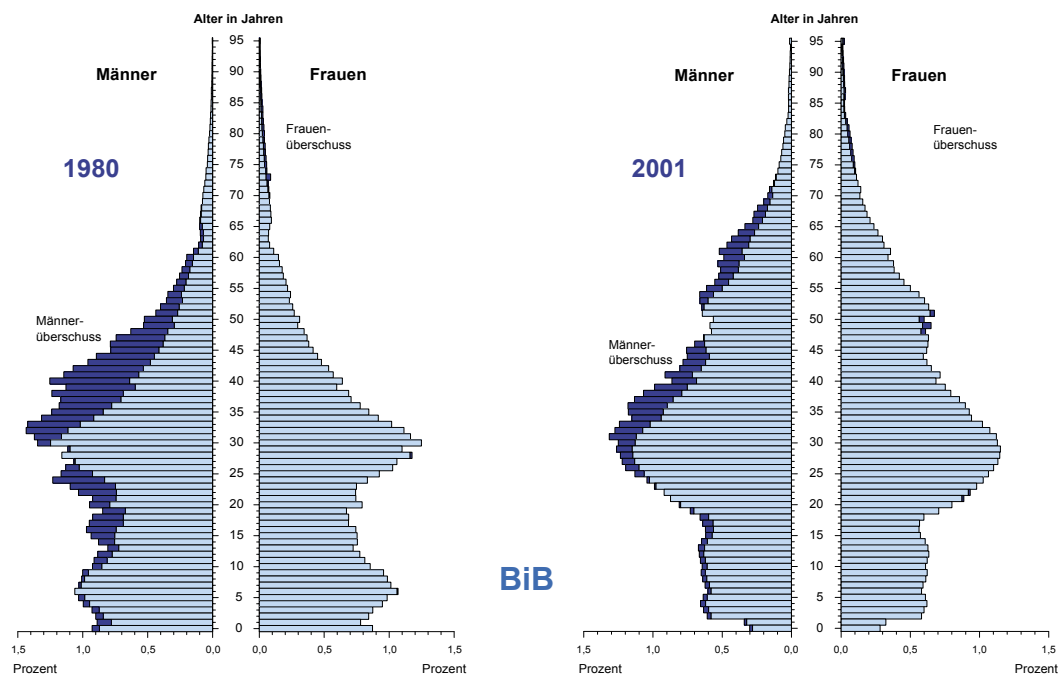 Alter in Jahren
Männer
Frauen
1980
Frauen-
überschuss
Männer-
überschuss
95
90
85
80
75
70
65
60
55
50
45
40
35
30
25
20
15
10
5
0
1,5 1,0 0,5 0,0
0,0 0,5 1,0 1,5
Prozent
Prozent
BiB
Alter in Jahren
Männer
Frauen
2001
Frauen-
überschuss
Männer-
überschuss
95
90
85
80
75
70
65
60
55
50
45
40
35
30
25
20
15
10
5
0
1,5 1,0 0,5 0,0
0,0 0,5 1,0 1,5
Prozent
Prozent